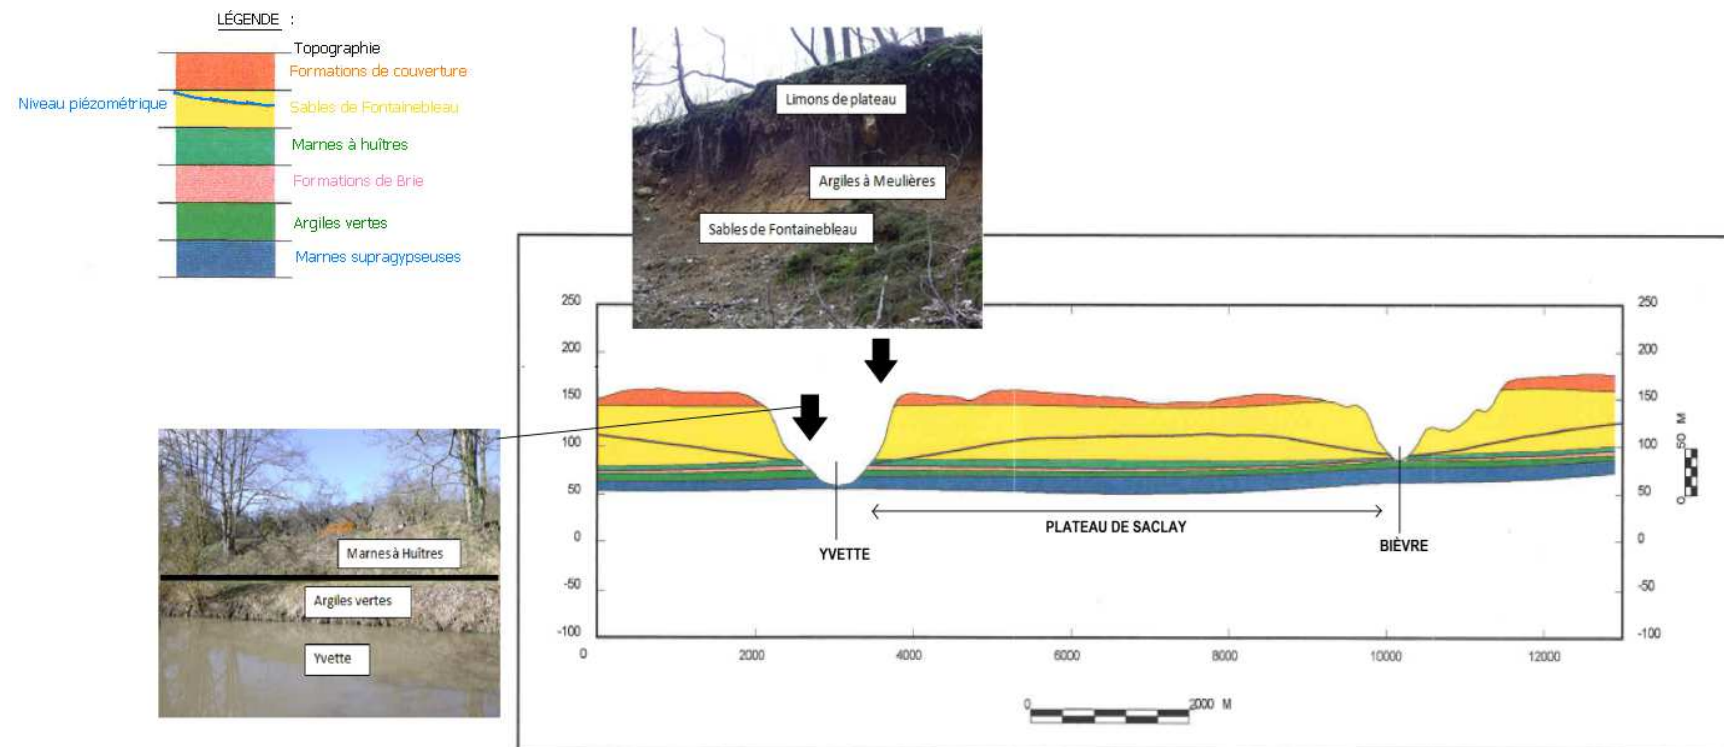 LÉGENDE :
Topographie
Formations de couverture
Niveau piézométrique
Sables de Fontainebleau
Marnes à huîtres
Formations de Brie
Argiles vertes
Marnes supragypseuses
Limons de plateau
Argiles à Meulières
Sables de Fontainebleau
Marnes à Huîtres
Argiles vertes
Yvette
250
200
150
100
50
0
-50
-100
250
200
150
100
50
0
-50
-100
0 50 M
YVETTE
PLATEAU DE SACLAY
BIÈVRE
0 2000 4000 6000 8000 10000 12000
0 2000 M